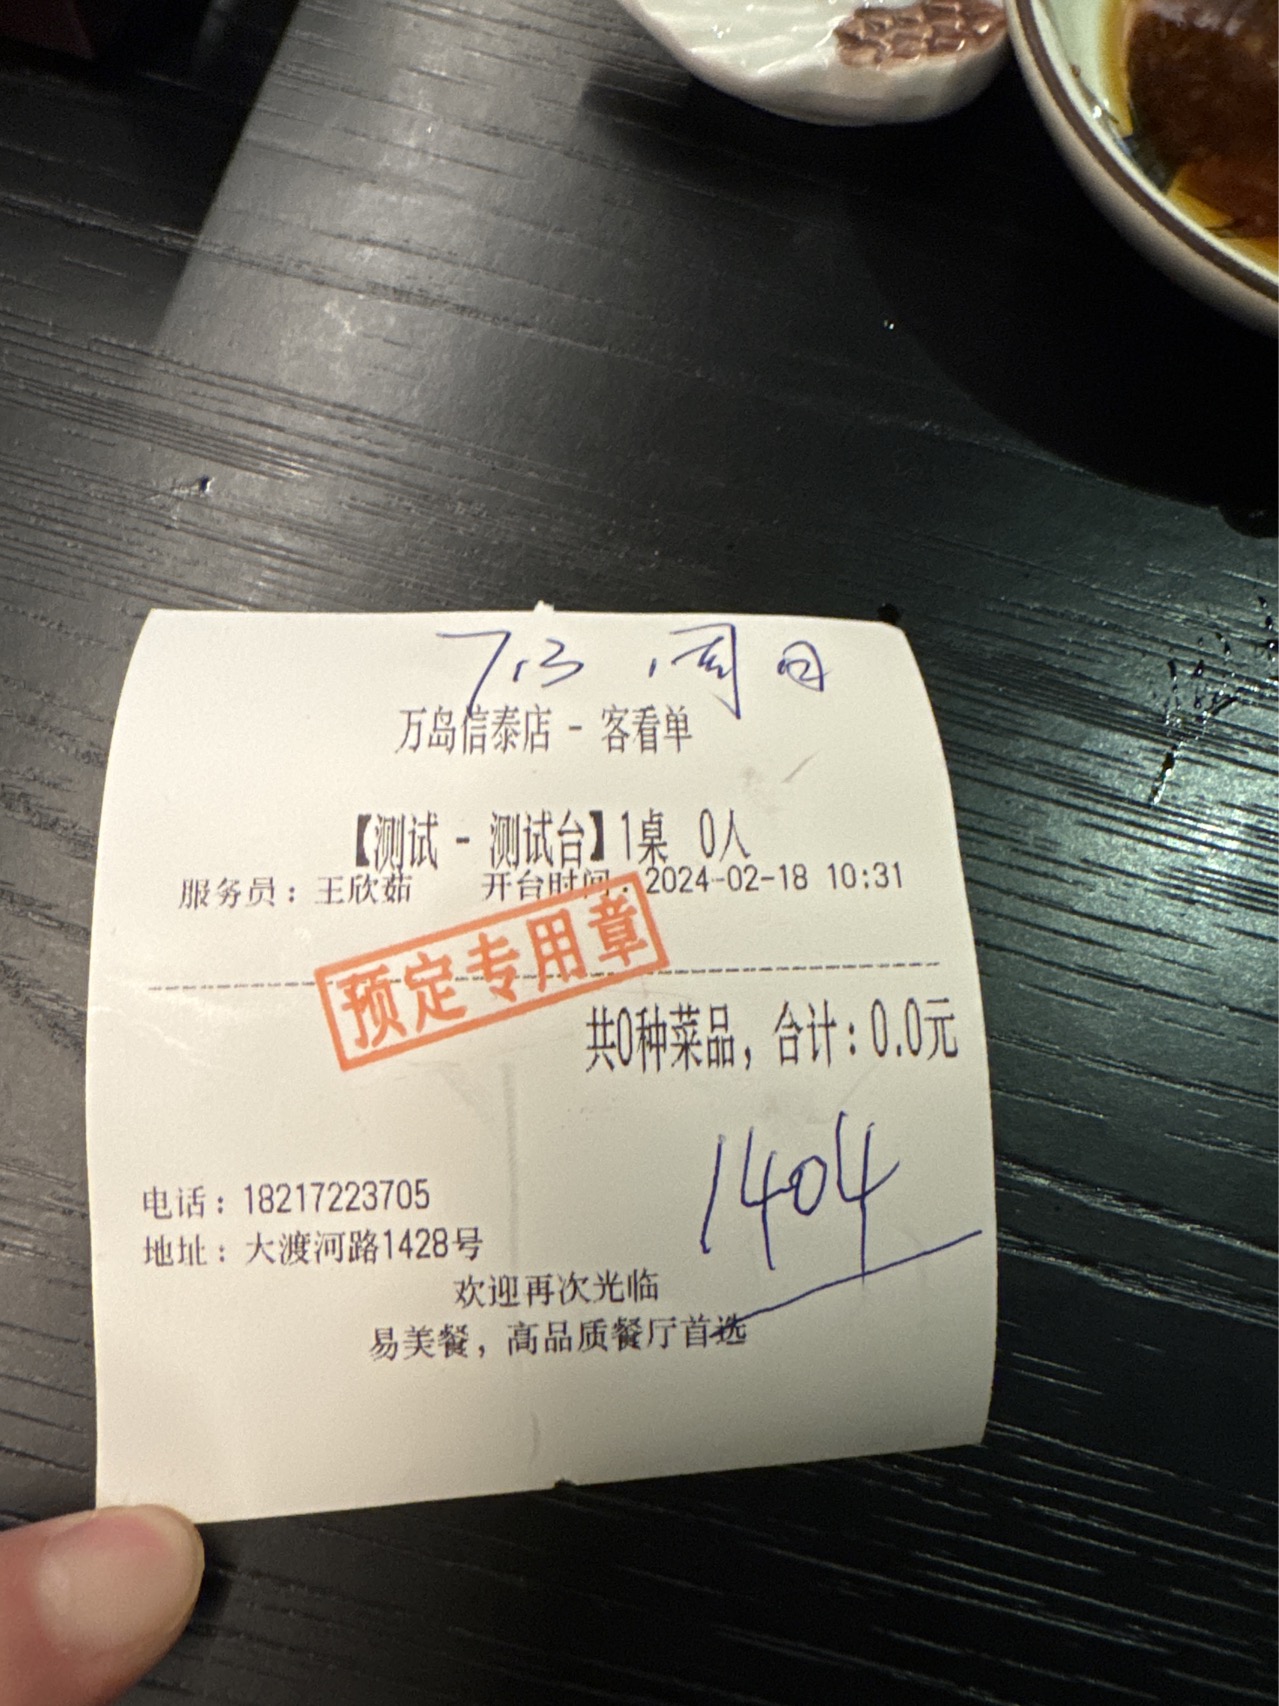 7.3.周日
万岛信泰店 - 客看单
【测试 - 测试台】1桌 0人
服务员：王欣茹 开台时间：2024-02-18 10:31
预定专用章
共0种菜品，合计：0.0元
1404
电话：18217223705
地址：大渡河路1428号
欢迎再次光临
易美餐，高品质餐厅首选